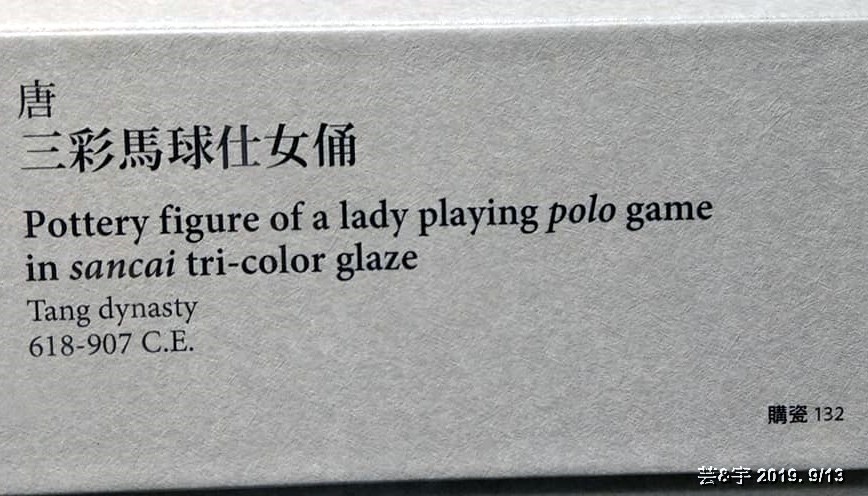 唐
三彩馬球仕女俑
Pottery figure of a lady playing polo game
in sancai tri-color glaze
Tang dynasty
618-907 C.E.
購瓷 132
芸&宇 2019. 9/13